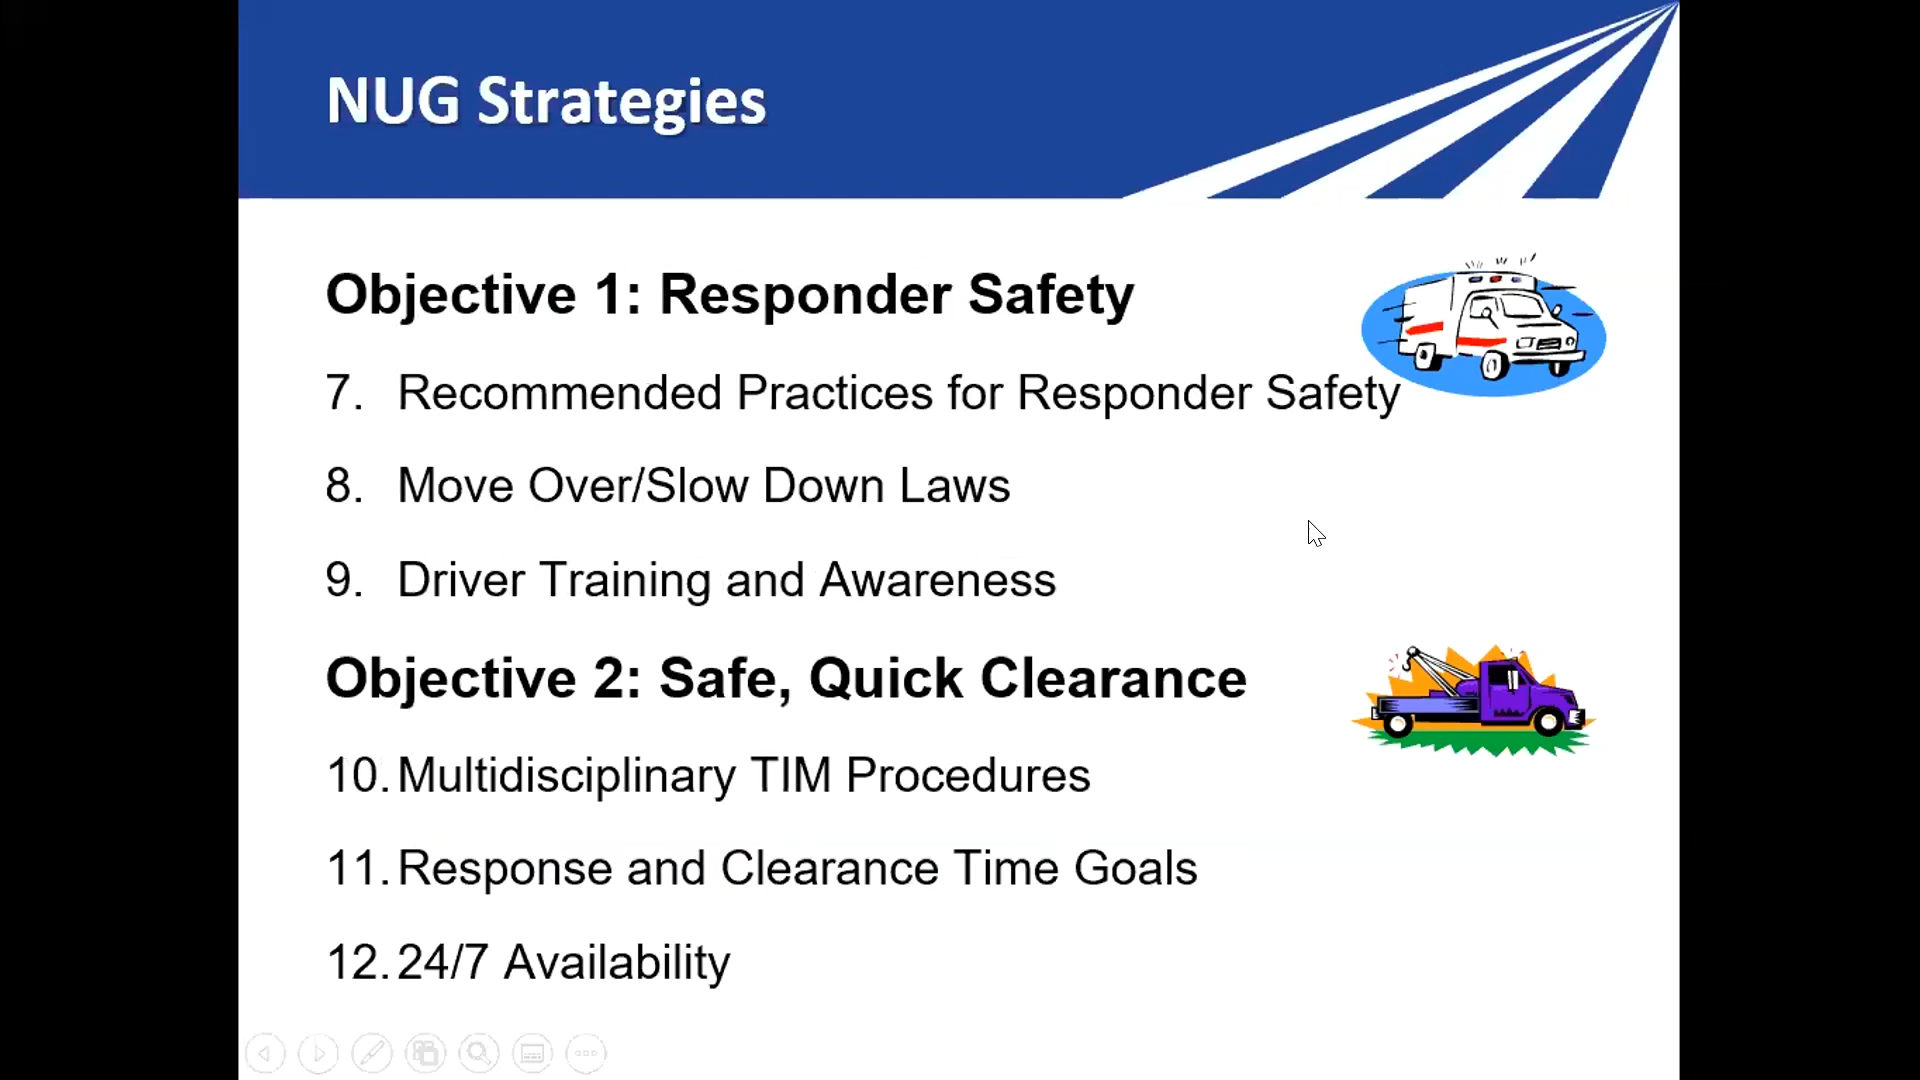 NUG Strategies
Objective 1: Responder Safety
7. Recommended Practices for Responder Safety
8. Move Over/Slow Down Laws
9. Driver Training and Awareness
Objective 2: Safe, Quick Clearance
10. Multidisciplinary TIM Procedures
11. Response and Clearance Time Goals
12. 24/7 Availability